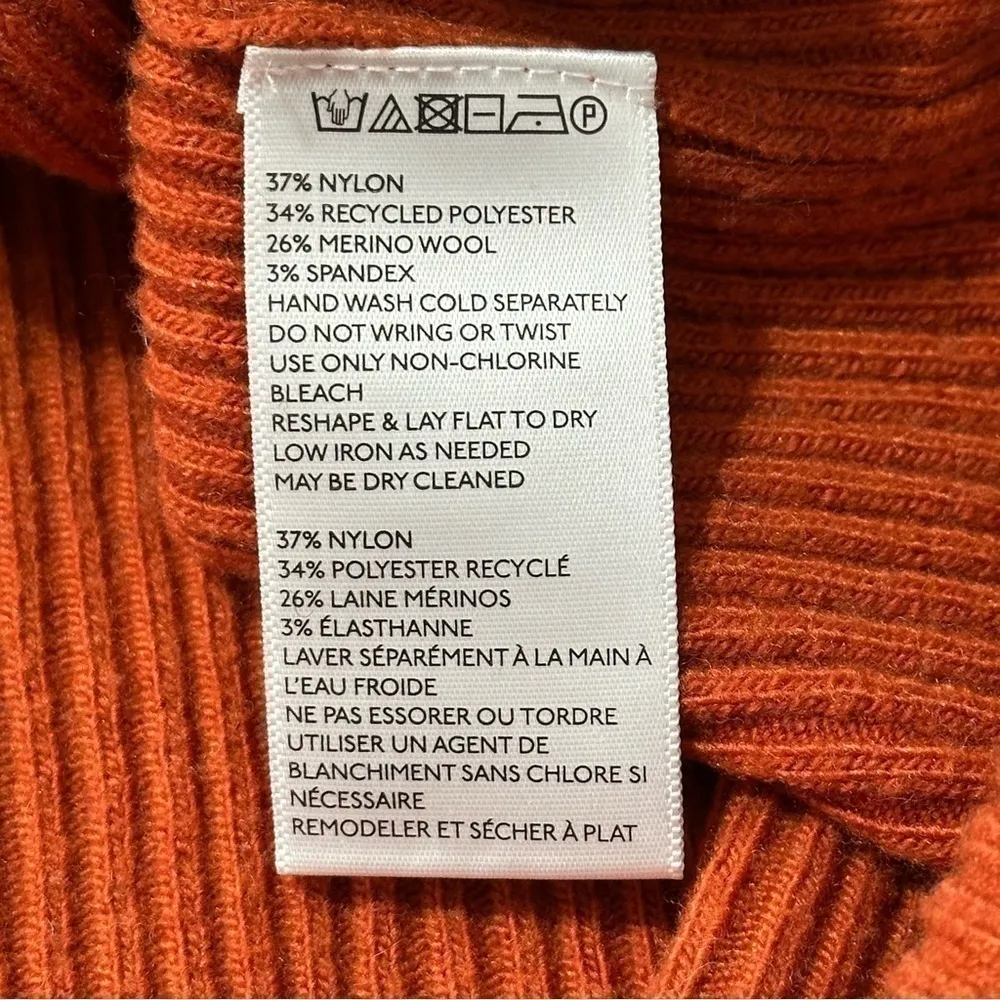 P
37% NYLON
34% RECYCLED POLYESTER
26% MERINO WOOL
3% SPANDEX
HAND WASH COLD SEPARATELY
DO NOT WRING OR TWIST
USE ONLY NON-CHLORINE
BLEACH
RESHAPE & LAY FLAT TO DRY
LOW IRON AS NEEDED
MAY BE DRY CLEANED
37% NYLON
34% POLYESTER RECYCLÉ
26% LAINE MÉRINOS
3% ÉLASTHANNE
LAVER SÉPARÉMENT À LA MAIN À
L'EAU FROIDE
NE PAS ESSORER OU TORDRE
UTILISER UN AGENT DE
BLANCHIMENT SANS CHLORE SI
NÉCESSAIRE
REMODELER ET SÉCHER À PLAT